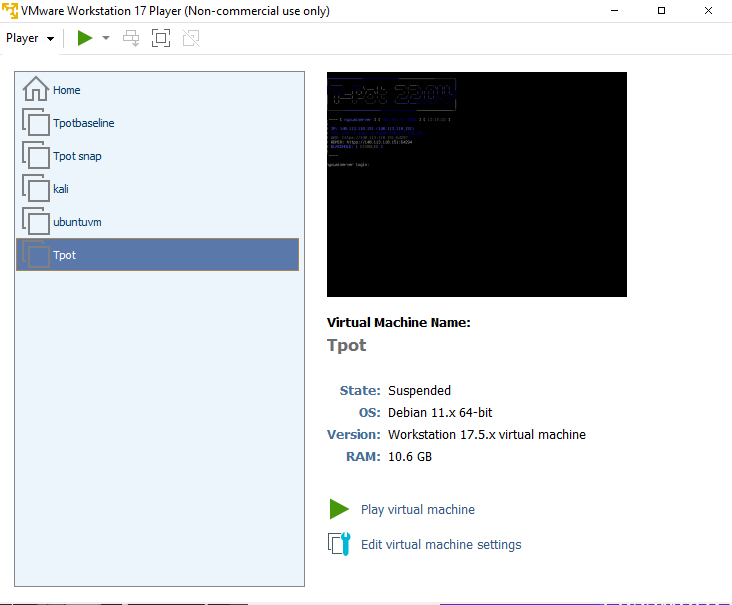 VMware Workstation 17 Player (Non-commercial use only)
Player
Home
Tpotbaseline
Tpot snap
kali
ubuntuvm
Tpot
Virtual Machine Name:
Tpot
State: Suspended
OS: Debian 11.x 64-bit
Version: Workstation 17.5.x virtual machine
RAM: 10.6 GB
Play virtual machine
Edit virtual machine settings